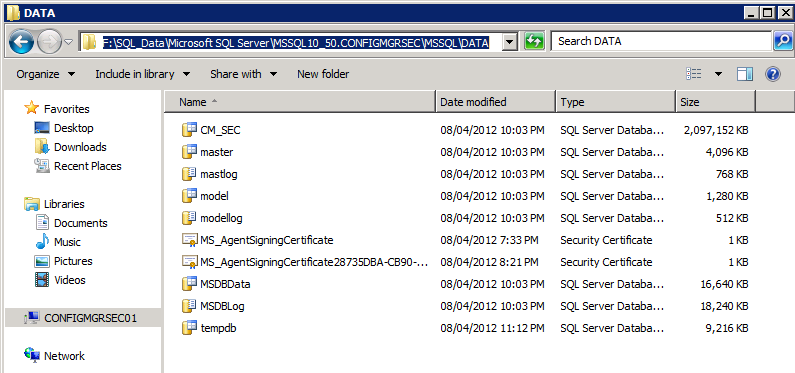 DATA
F:\SQL_Data\Microsoft SQL Server\MSSQL10_50.CONFIGMGRSEC\MSSQL\DATA
Search DATA
Organize Include in library Share with New folder
Favorites
Desktop
Downloads
Recent Places
Libraries
Documents
Music
Pictures
Videos
CONFIGMGRSEC01
Network
Name Date modified Type Size
CM_SEC 08/04/2012 10:03 PM SQL Server Databa... 2,097,152 KB
master 08/04/2012 10:03 PM SQL Server Databa... 4,096 KB
mastlog 08/04/2012 10:03 PM SQL Server Databa... 768 KB
model 08/04/2012 10:03 PM SQL Server Databa... 1,280 KB
modellog 08/04/2012 10:03 PM SQL Server Databa... 512 KB
MS_AgentSigningCertificate 08/04/2012 7:33 PM Security Certificate 1 KB
MS_AgentSigningCertificate28735DBA-CB90-... 08/04/2012 8:21 PM Security Certificate 1 KB
MSDBData 08/04/2012 10:03 PM SQL Server Databa... 16,640 KB
MSDBLog 08/04/2012 10:03 PM SQL Server Databa... 18,240 KB
tempdb 08/04/2012 11:12 PM SQL Server Databa... 9,216 KB